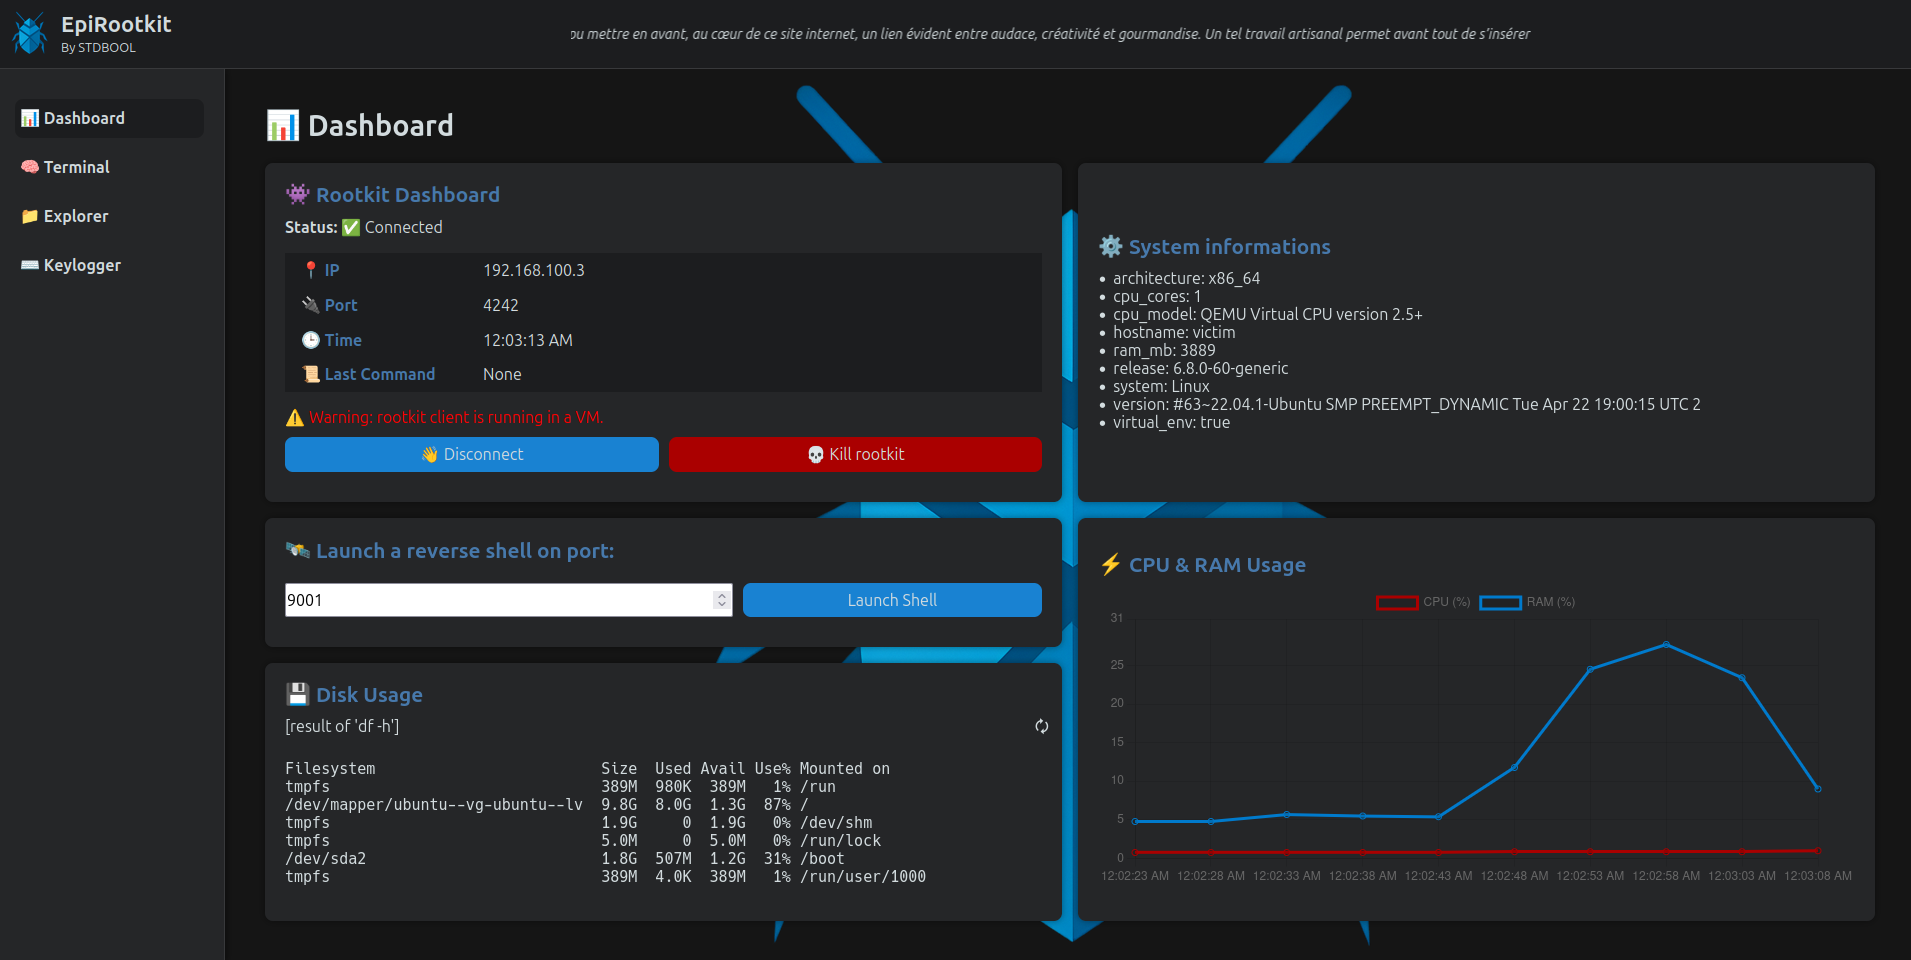 EpiRootkit
By STDBOOL
ou mettre en avant, au cœur de ce site internet, un lien évident entre audace, créativité et gourmandise. Un tel travail artisanal permet avant tout de s'insérer
Dashboard
Terminal
Explorer
Keylogger
Dashboard
Rootkit Dashboard
Status: ✅ Connected
IP 192.168.100.3
Port 4242
Time 12:03:13 AM
Last Command None
Warning: rootkit client is running in a VM.
Disconnect
Kill rootkit
System informations
architecture: x86_64
cpu_cores: 1
cpu_model: QEMU Virtual CPU version 2.5+
hostname: victim
ram_mb: 3889
release: 6.8.0-60-generic
system: Linux
version: #63~22.04.1-Ubuntu SMP PREEMPT_DYNAMIC Tue Apr 22 19:00:15 UTC 2
virtual_env: true
Launch a reverse shell on port:
9001
Launch Shell
Disk Usage
[result of 'df -h']
Filesystem Size Used Avail Use% Mounted on
tmpfs 389M 980K 389M 1% /run
/dev/mapper/ubuntu--vg-ubuntu--lv 9.8G 8.0G 1.3G 87% /
tmpfs 1.9G 0 1.9G 0% /dev/shm
tmpfs 5.0M 0 5.0M 0% /run/lock
/dev/sda2 1.8G 507M 1.2G 31% /boot
tmpfs 389M 4.0K 389M 1% /run/user/1000
CPU & RAM Usage
CPU (%) RAM (%)
31
25
20
15
10
5
0
12:02:23 AM 12:02:28 AM 12:02:33 AM 12:02:38 AM 12:02:43 AM 12:02:48 AM 12:02:53 AM 12:02:58 AM 12:03:03 AM 12:03:08 AM